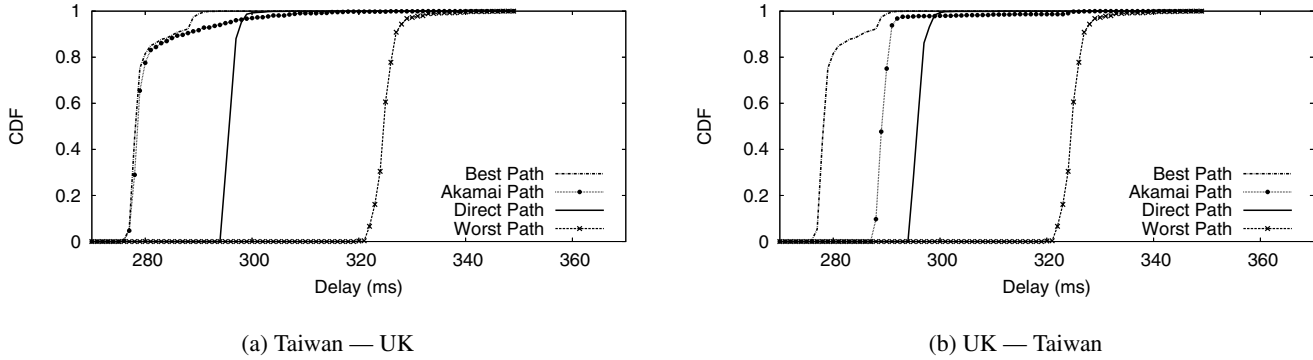 1
0.8
0.6
0.4
0.2
0
CDF
280 300 320 340 360
Delay (ms)
Best Path
Akamai Path
Direct Path
Worst Path
(a) Taiwan — UK
1
0.8
0.6
0.4
0.2
0
CDF
280 300 320 340 360
Delay (ms)
Best Path
Akamai Path
Direct Path
Worst Path
(b) UK — Taiwan